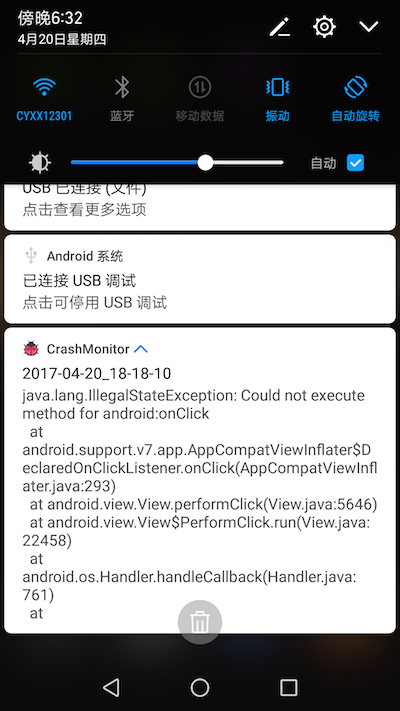 傍晚6:32
4月20日星期四
CYXX12301
蓝牙
移动数据
振动
自动旋转
自动
USB 已连接 (文件)
点击查看更多选项
Android 系统
已连接 USB 调试
点击可停用 USB 调试
CrashMonitor
2017-04-20_18-18-10
java.lang.IllegalStateException: Could not execute
method for android:onClick
at
android.support.v7.app.AppCompatViewInflater$D
eclaredOnClickListener.onClick(AppCompatViewInfl
ater.java:293)
at android.view.View.performClick(View.java:5646)
at android.view.View$PerformClick.run(View.java:
22458)
at
android.os.Handler.handleCallback(Handler.java:
761)
at